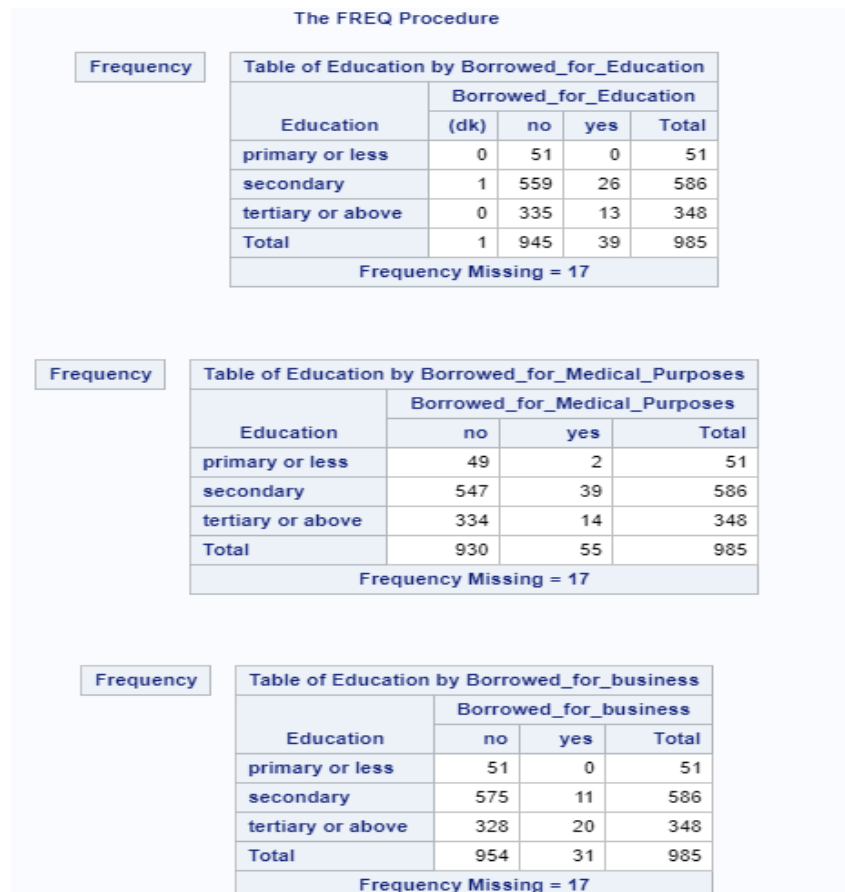 The FREQ Procedure
Frequency
Table of Education by Borrowed_for_Education
Borrowed_for_Education
Education (dk) no yes Total
primary or less 0 51 0 51
secondary 1 559 26 586
tertiary or above 0 335 13 348
Total 1 945 39 985
Frequency Missing = 17
Frequency
Table of Education by Borrowed_for_Medical_Purposes
Borrowed_for_Medical_Purposes
Education no yes Total
primary or less 49 2 51
secondary 547 39 586
tertiary or above 334 14 348
Total 930 55 985
Frequency Missing = 17
Frequency
Table of Education by Borrowed_for_business
Borrowed_for_business
Education no yes Total
primary or less 51 0 51
secondary 575 11 586
tertiary or above 328 20 348
Total 954 31 985
Frequency Missing = 17